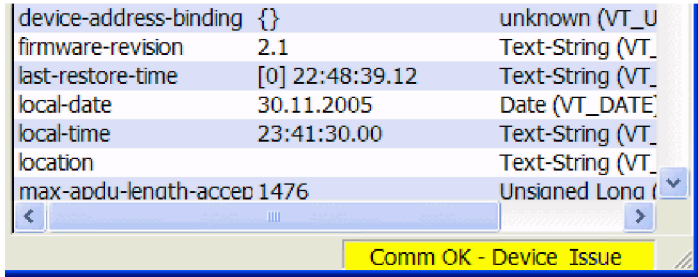 device-address-binding {} unknown (VT_U
firmware-revision 2.1 Text-String (VT_
last-restore-time [0] 22:48:39.12 Text-String (VT_
local-date 30.11.2005 Date (VT_DATE)
local-time 23:41:30.00 Text-String (VT_
location Text-String (VT_
max-apdu-length-accep 1476 Unsigned Long (
Comm OK - Device Issue